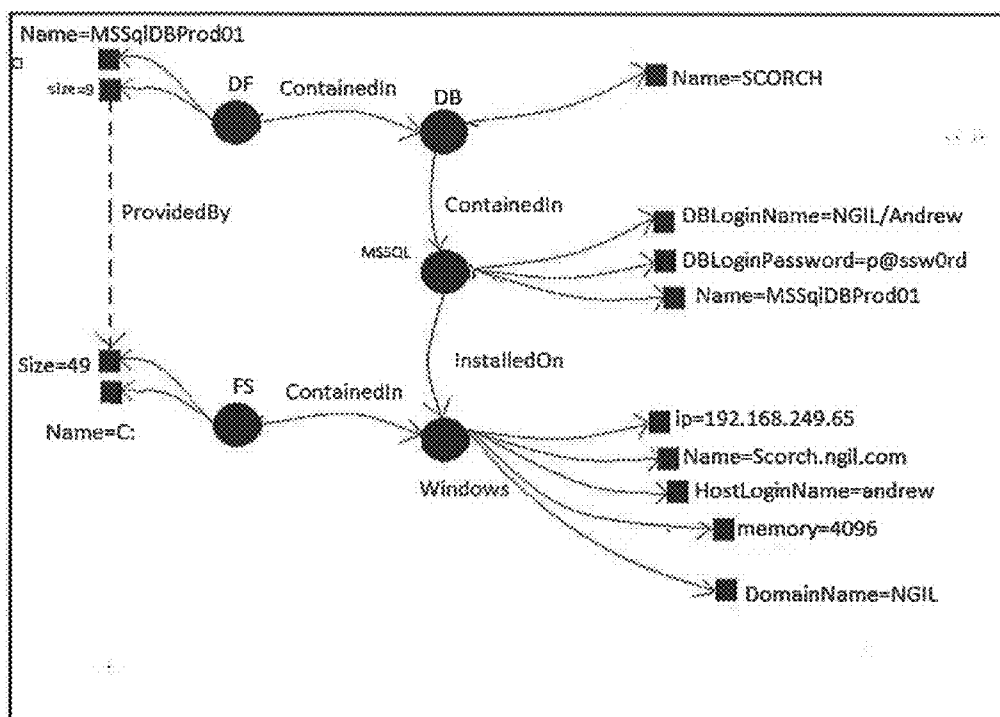 Name=MSSqlDBProd01
size=9
DF
ContainedIn
DB
Name=SCORCH
ProvidedBy
ContainedIn
DBLoginName=NGIL/Andrew
MSSQL
DBLoginPassword=p@ssw0rd
Name=MSSqlDBProd01
Size=49
InstalledOn
FS
ContainedIn
ip=192.168.249.65
Name=C:
Name=Scorch.ngil.com
Windows
HostLoginName=andrew
memory=4096
DomainName=NGIL